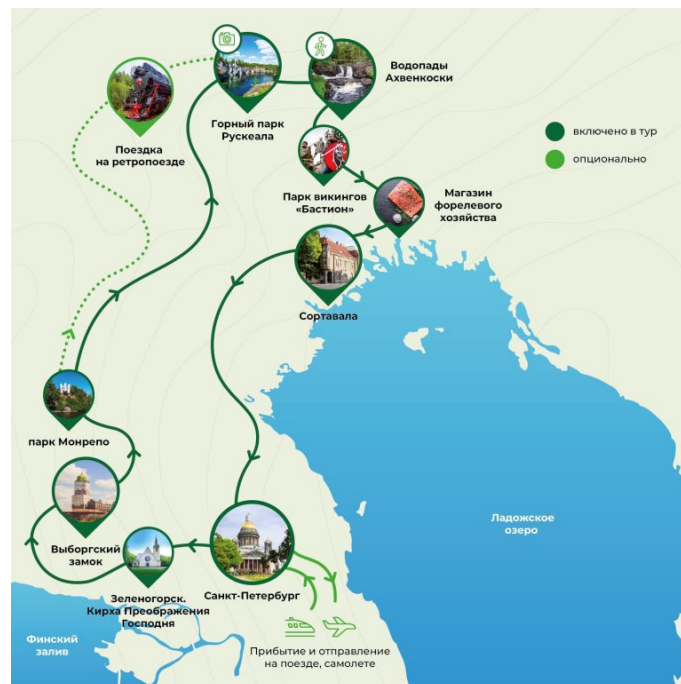 Водопады
Ахвенкоски
Горный парк
Рускеала
Поездка
на ретропоезде
включено в тур
опционально
Парк викингов
«Бастион»
Магазин
форелевого
хозяйства
Сортавала
парк Монрепо
Выборгский
замок
Ладожское
озеро
Зеленогорск.
Кирха Преображения
Господня
Санкт-Петербург
Финский
залив
Прибытие и отправление
на поезде, самолете